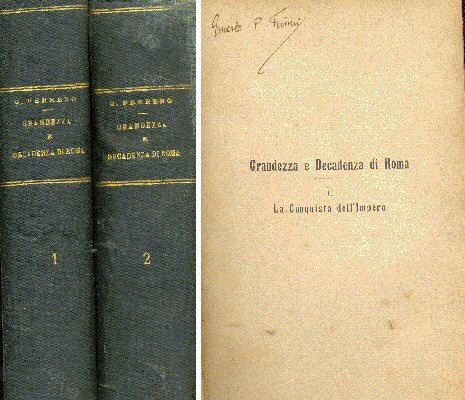 G. FERRERO
GRANDEZZA
E
DECADENZA DI ROMA
1
G. FERRERO
GRANDEZZA
E
DECADENZA DI ROMA
2
Grandezza e Decadenza di Roma
I.
La Conquista dell'Impero